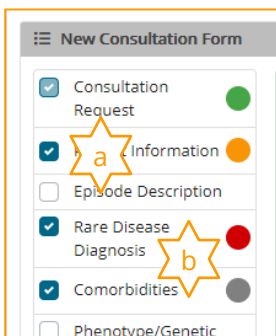 New Consultation Form
Consultation
Request
a
Information
Episode Description
Rare Disease
Diagnosis
b
Comorbidities
Phenotype/Genetic